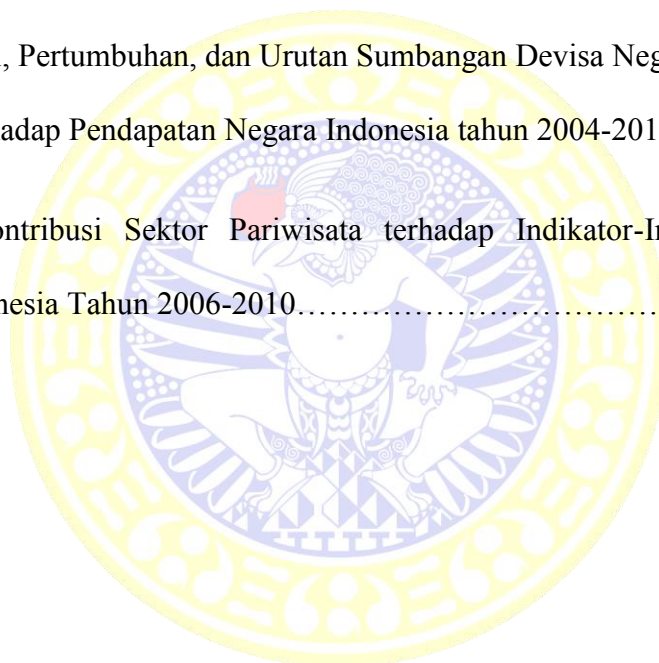 , Pertumbuhan, dan Urutan Sumbangan Devisa Neg
adap Pendapatan Negara Indonesia tahun 2004-201
ontribusi Sektor Pariwisata terhadap Indikator-In
nesia Tahun 2006-2010……………………………